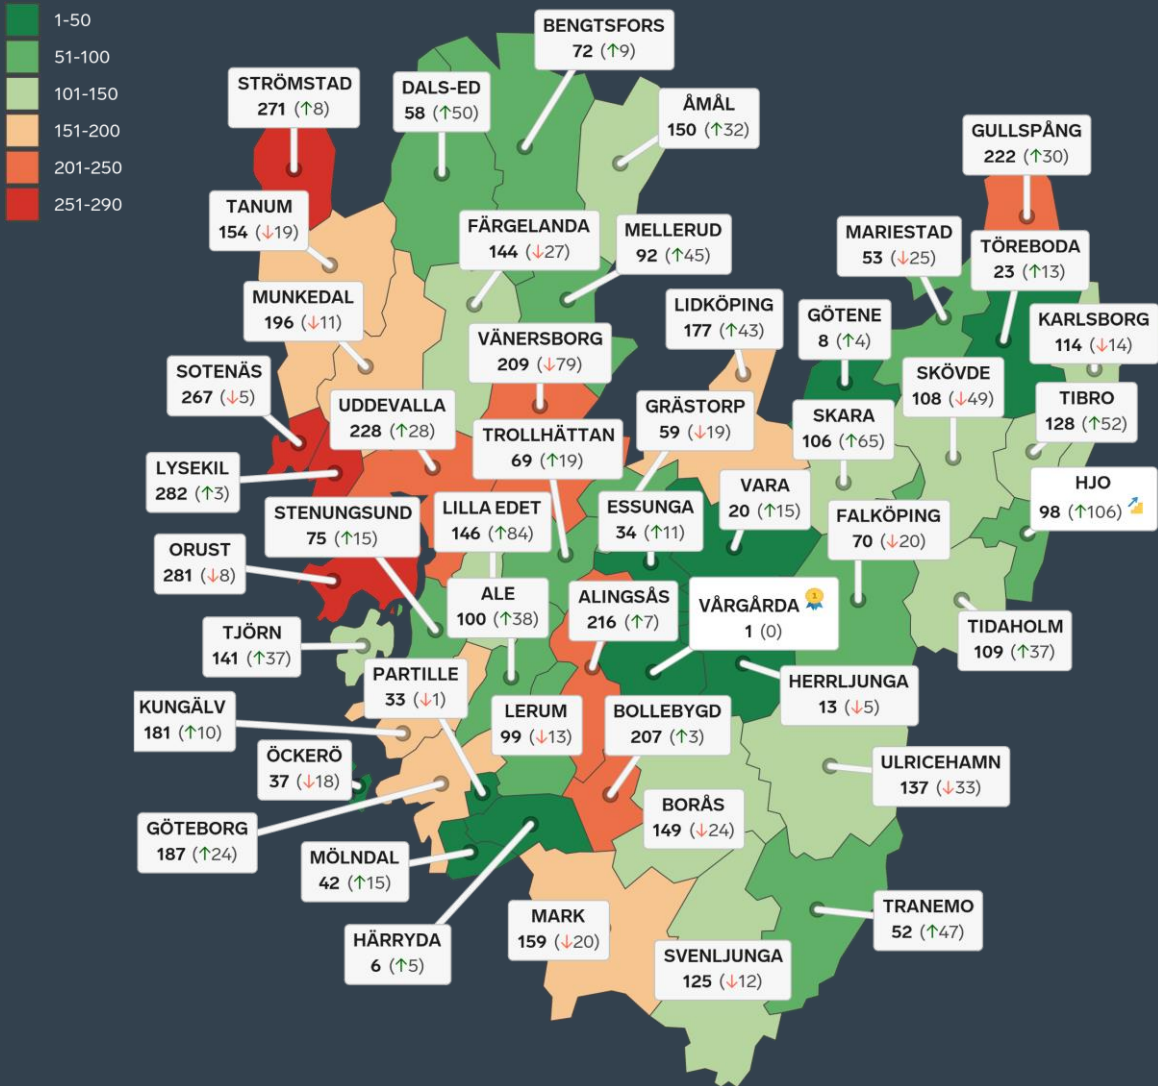 1-50
51-100
101-150
151-200
201-250
251-290
BENGTSFORS
72 (↑9)
STRÖMSTAD
271 (↑8)
DALS-ED
58 (↑50)
ÅMÅL
150 (↑32)
GULLSPÅNG
222 (↑30)
TANUM
154 (↓19)
FÄRGELANDA
144 (↓27)
MELLERUD
92 (↑45)
MARIESTAD
53 (↓25)
TÖREBODA
23 (↑13)
MUNKEDAL
196 (↓11)
LIDKÖPING
177 (↑43)
GÖTENE
8 (↑4)
KARLSBORG
114 (↓14)
VÄNERSBORG
209 (↓79)
SOTENÄS
267 (↓5)
SKÖVDE
108 (↓49)
UDDEVALLA
228 (↑28)
GRÄSTORP
59 (↓19)
SKARA
106 (↑65)
TIBRO
128 (↑52)
TROLLHÄTTAN
69 (↑19)
LYSEKIL
282 (↑3)
HJO
98 (↑106)
VARA
20 (↑15)
STENUNGSUND
75 (↑15)
LILLA EDET
146 (↑84)
ESSUNGA
34 (↑11)
FALKÖPING
70 (↓20)
ORUST
281 (↓8)
ALE
100 (↑38)
ALINGSÅS
216 (↑7)
VÅRGÅRDA 1
1 (0)
TJÖRN
141 (↑37)
TIDAHOLM
109 (↑37)
PARTILLE
33 (↓1)
HERRLJUNGA
13 (↓5)
KUNGÄLV
181 (↑10)
LERUM
99 (↓13)
BOLLEBYGD
207 (↑3)
ÖCKERÖ
37 (↓18)
ULRICEHAMN
137 (↓33)
BORÅS
149 (↓24)
GÖTEBORG
187 (↑24)
MÖLNDAL
42 (↑15)
TRANEMO
52 (↑47)
MARK
159 (↓20)
HÄRRYDA
6 (↑5)
SVENLJUNGA
125 (↓12)